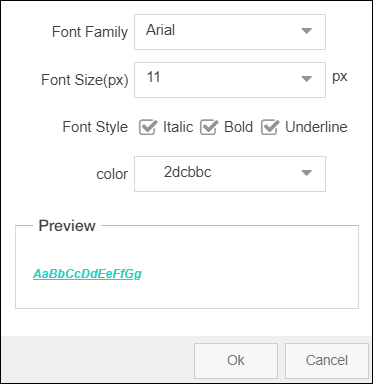 Font Family Arial
Font Size(px) 11 px
Font Style Italic Bold Underline
color 2dcbbc
Preview
AaBbCcDdEeFfGg
Ok Cancel